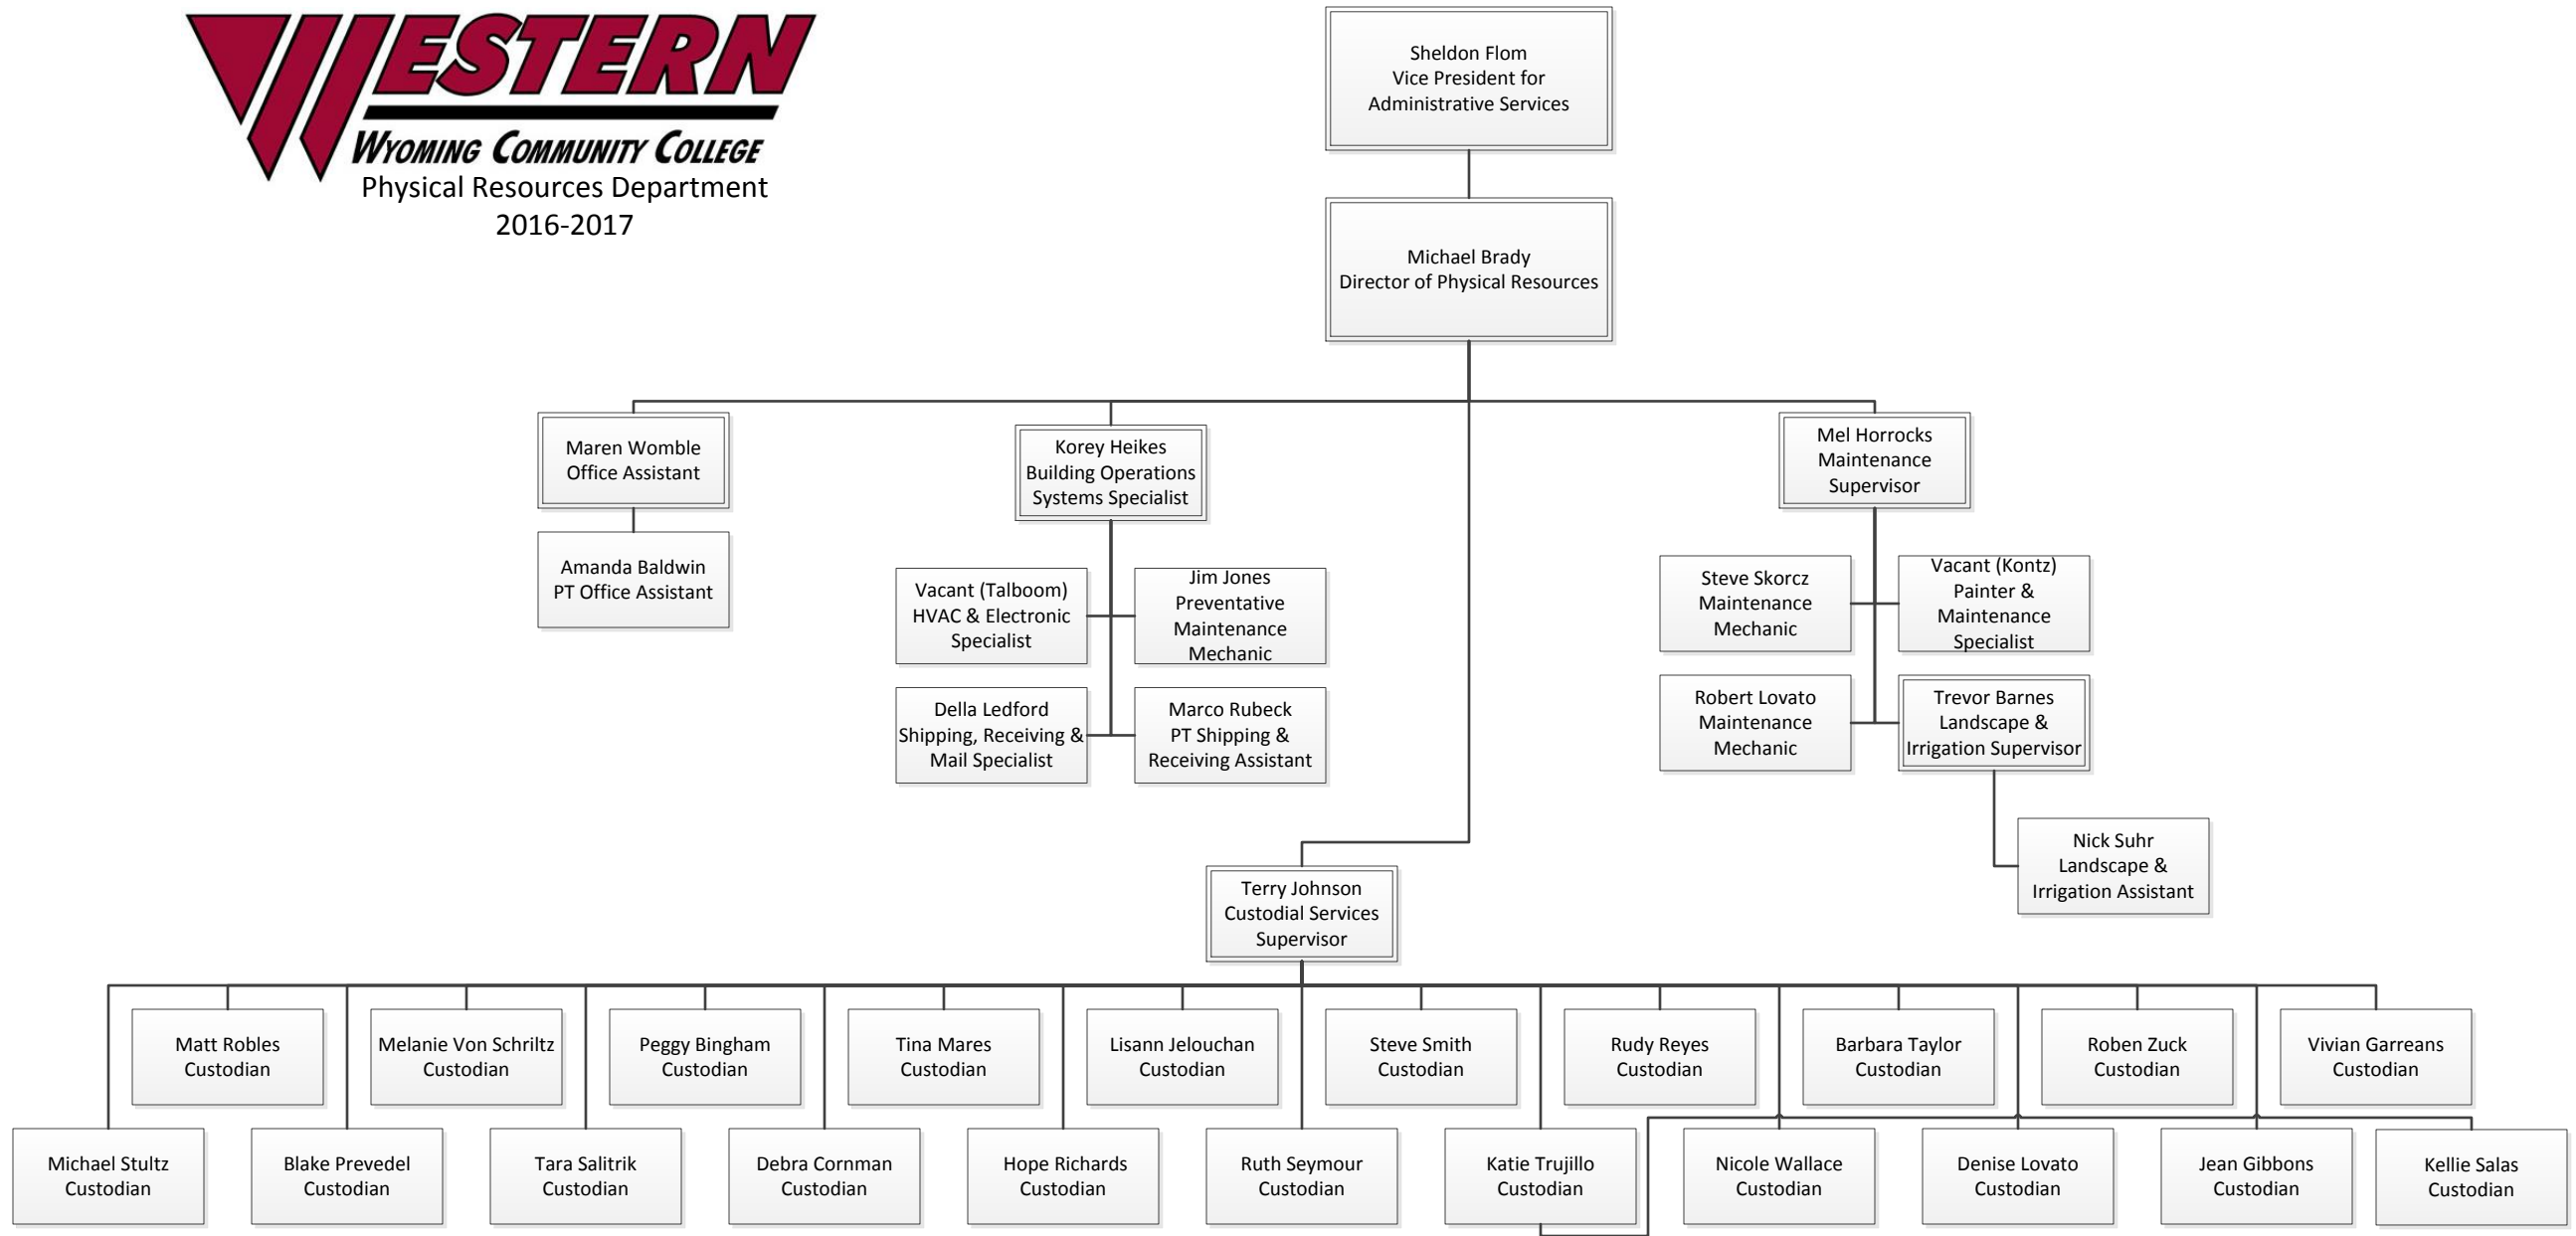 WESTERN
WYOMING COMMUNITY COLLEGE
Physical Resources Department
2016-2017
Sheldon Flom
Vice President for
Administrative Services
Michael Brady
Director of Physical Resources
Maren Womble
Office Assistant
Amanda Baldwin
PT Office Assistant
Korey Heikes
Building Operations
Systems Specialist
Vacant (Talboom)
HVAC & Electronic
Specialist
Jim Jones
Preventative
Maintenance
Mechanic
Della Ledford
Shipping, Receiving &
Mail Specialist
Marco Rubeck
PT Shipping &
Receiving Assistant
Mel Horrocks
Maintenance
Supervisor
Steve Skorcz
Maintenance
Mechanic
Vacant (Kontz)
Painter &
Maintenance
Specialist
Robert Lovato
Maintenance
Mechanic
Trevor Barnes
Landscape &
Irrigation Supervisor
Nick Suhr
Landscape &
Irrigation Assistant
Terry Johnson
Custodial Services
Supervisor
Matt Robles
Custodian
Melanie Von Schriltz
Custodian
Peggy Bingham
Custodian
Tina Mares
Custodian
Lisann Jelouchan
Custodian
Steve Smith
Custodian
Rudy Reyes
Custodian
Barbara Taylor
Custodian
Roben Zuck
Custodian
Vivian Garreans
Custodian
Michael Stultz
Custodian
Blake Prevedel
Custodian
Tara Salitrik
Custodian
Debra Cornman
Custodian
Hope Richards
Custodian
Ruth Seymour
Custodian
Katie Trujillo
Custodian
Nicole Wallace
Custodian
Denise Lovato
Custodian
Jean Gibbons
Custodian
Kellie Salas
Custodian